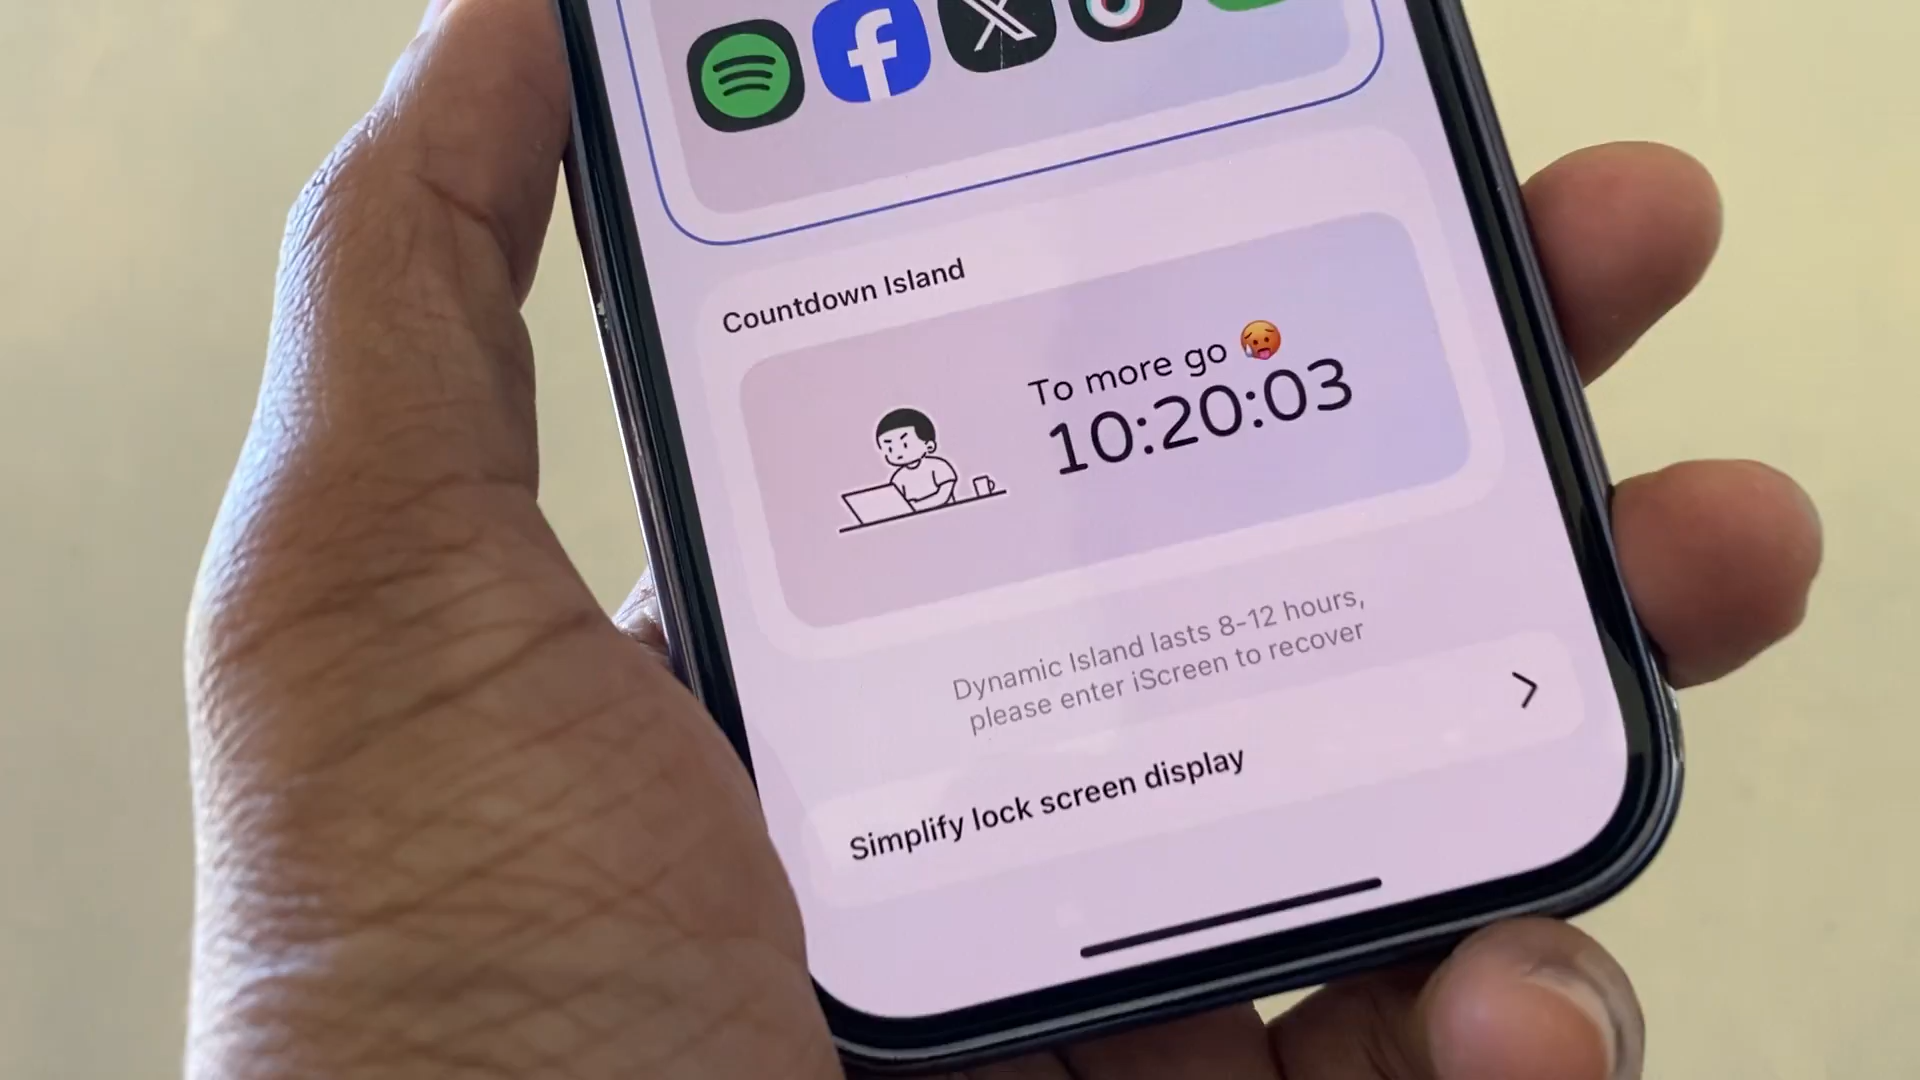 Countdown Island
To more go 🥵
10:20:03
Dynamic Island lasts 8-12 hours,
please enter iScreen to recover
Simplify lock screen display